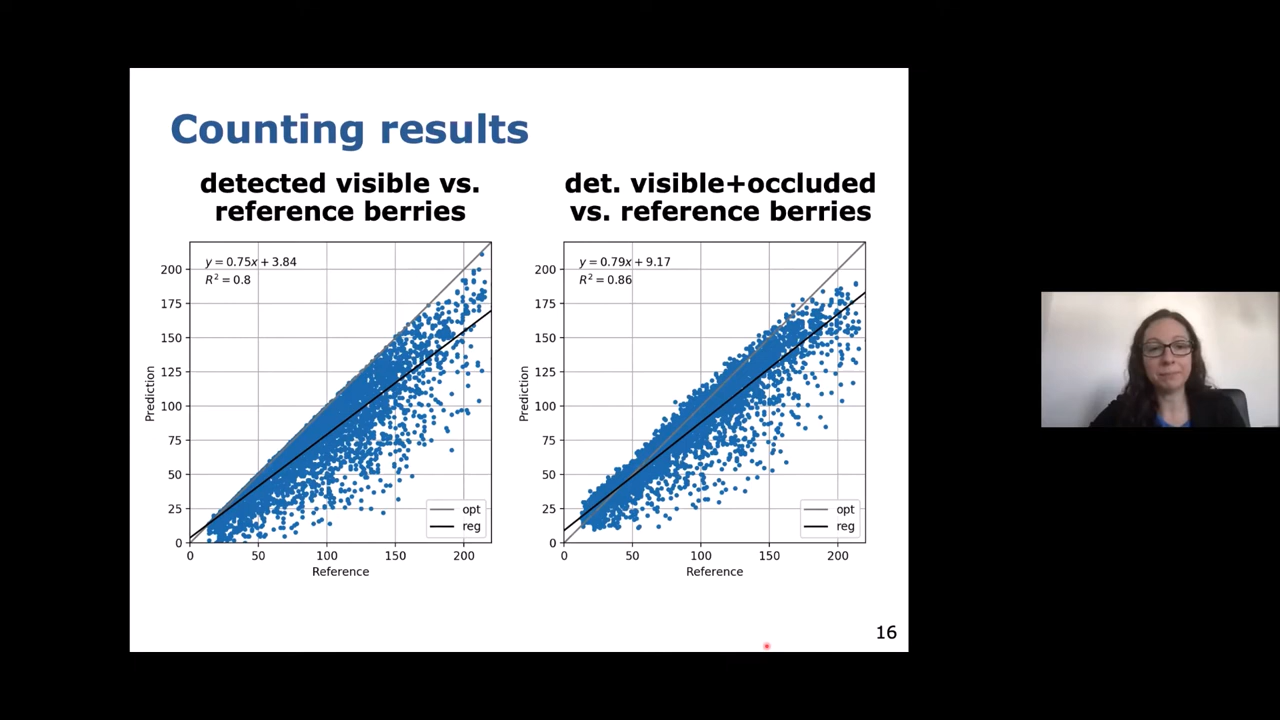 Counting results
detected visible vs.
reference berries
y = 0.75x + 3.84
R² = 0.8
200
175
150
125
100
75
50
25
0
Prediction
0 50 100 150 200
Reference
opt
reg
det. visible+occluded
vs. reference berries
y = 0.79x + 9.17
R² = 0.86
200
175
150
125
100
75
50
25
0
Prediction
0 50 100 150 200
Reference
opt
reg
16